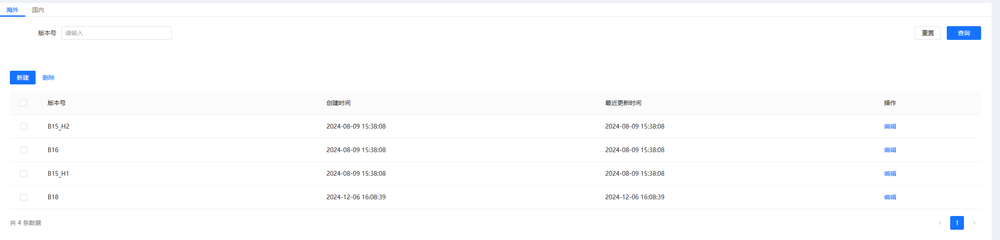 海外 国内
版本号 请输入 重置 查询
新建 删除
版本号 创建时间 最近更新时间 操作
B15_H2 2024-08-09 15:38:08 2024-08-09 15:38:08 编辑
B16 2024-08-09 15:38:08 2024-08-09 15:38:08 编辑
B15_H1 2024-08-09 15:38:08 2024-08-09 15:38:08 编辑
B18 2024-12-06 16:08:39 2024-12-06 16:08:39 编辑
共 4 条数据 1